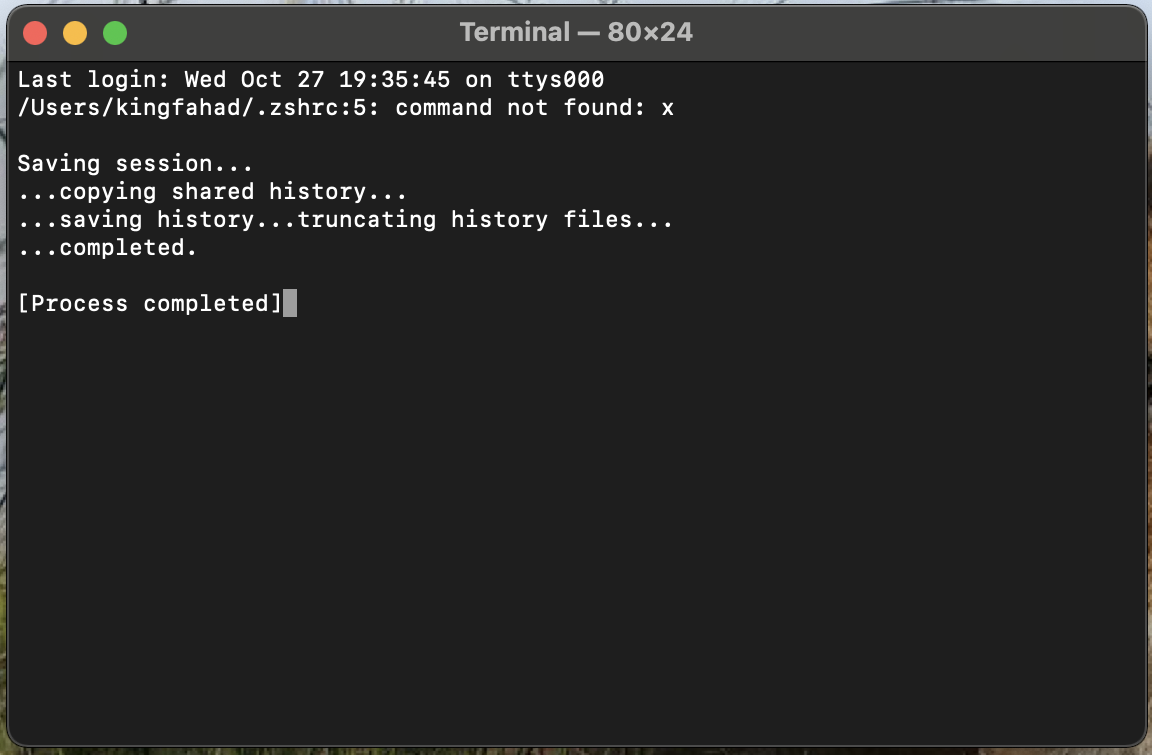 Terminal — 80×24
Last login: Wed Oct 27 19:35:45 on ttys000
/Users/kingfahad/.zshrc:5: command not found: x
Saving session...
...copying shared history...
...saving history...truncating history files...
...completed.
[Process completed]